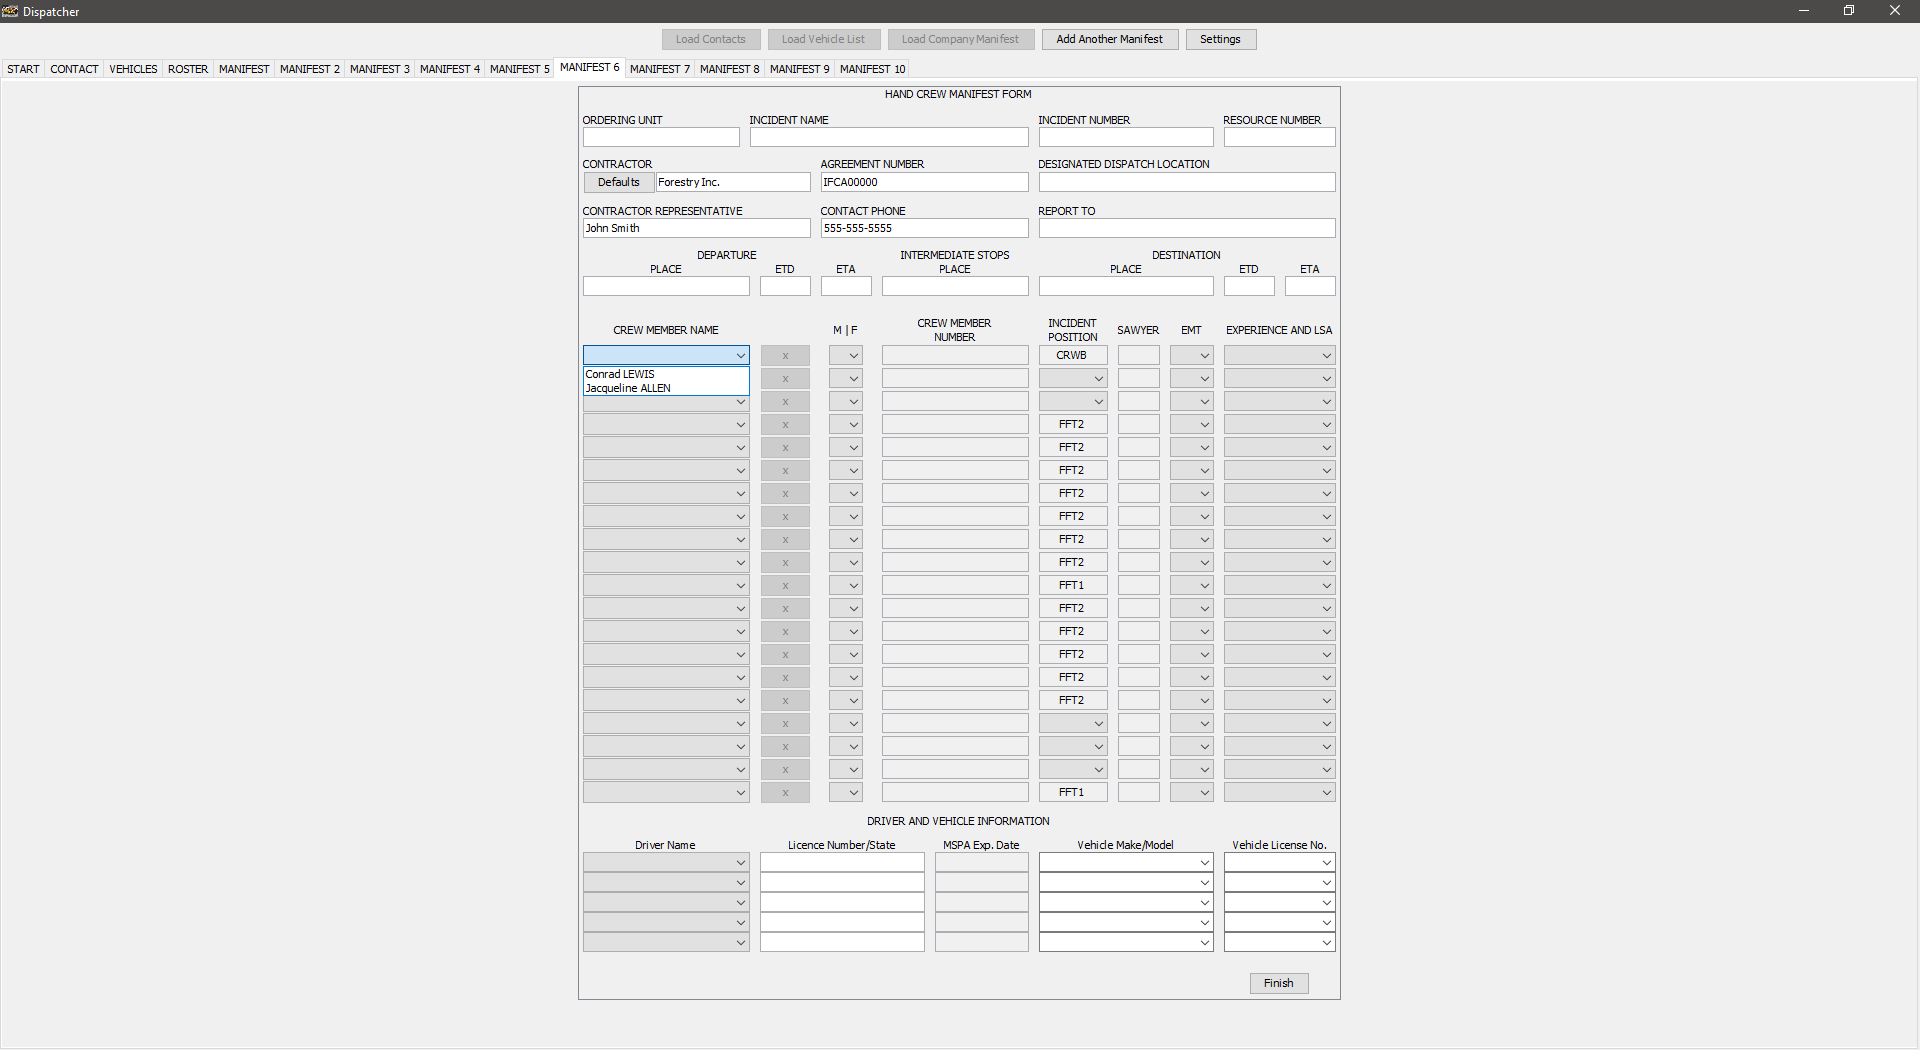 Dispatcher
Load Contacts Load Vehicle List Load Company Manifest Add Another Manifest Settings
START CONTACT VEHICLES ROSTER MANIFEST MANIFEST 2 MANIFEST 3 MANIFEST 4 MANIFEST 5 MANIFEST 6 MANIFEST 7 MANIFEST 8 MANIFEST 9 MANIFEST 10
HAND CREW MANIFEST FORM
ORDERING UNIT INCIDENT NAME INCIDENT NUMBER RESOURCE NUMBER
CONTRACTOR AGREEMENT NUMBER DESIGNATED DISPATCH LOCATION
Defaults Forestry Inc. IFCA00000
CONTRACTOR REPRESENTATIVE CONTACT PHONE REPORT TO
John Smith 555-555-5555
DEPARTURE INTERMEDIATE STOPS DESTINATION
PLACE ETD ETA PLACE PLACE ETD ETA
CREW MEMBER NAME M | F CREW MEMBER NUMBER INCIDENT POSITION SAWYER EMT EXPERIENCE AND LSA
x CRWB
Conrad LEWIS x
Jacqueline ALLEN
x
x FFT2
x FFT2
x FFT2
x FFT2
x FFT2
x FFT2
x FFT2
x FFT1
x FFT2
x FFT2
x FFT2
x FFT2
x FFT2
x
x
x
x FFT1
DRIVER AND VEHICLE INFORMATION
Driver Name Licence Number/State MSPA Exp. Date Vehicle Make/Model Vehicle License No.
Finish